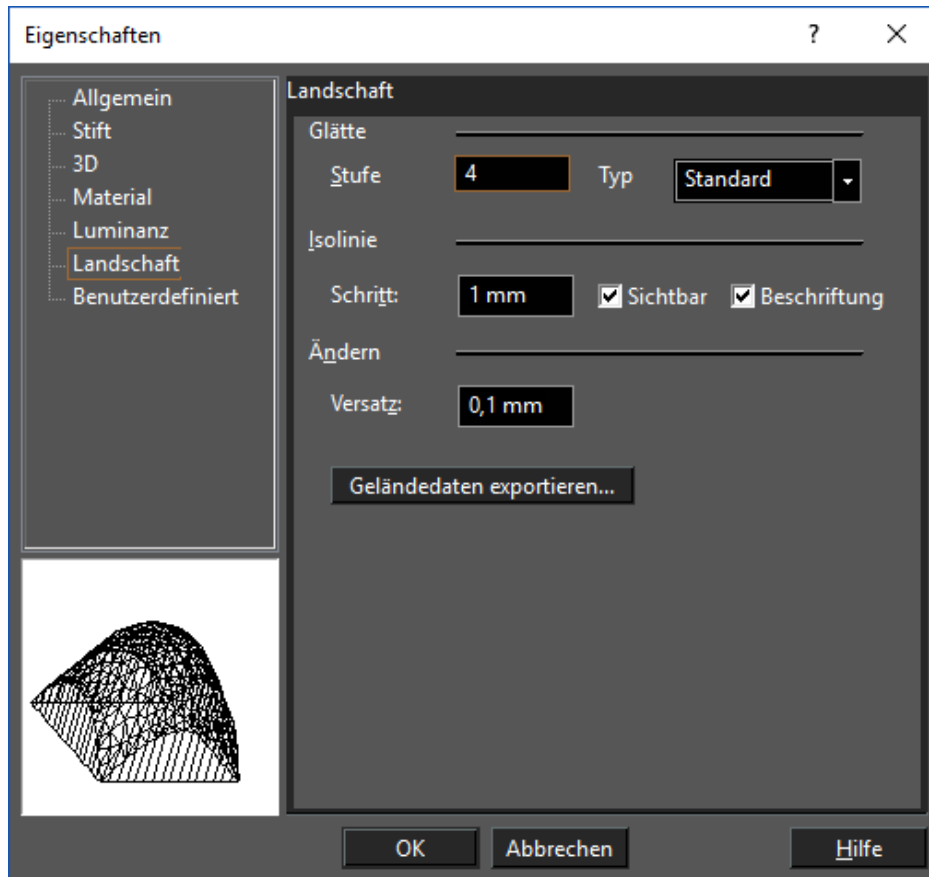 Eigenschaften
?
Allgemein
Stift
3D
Material
Luminanz
Landschaft
Benutzerdefiniert
Landschaft
Glätte
Stufe 4 Typ Standard
Isolinie
Schritt: 1 mm Sichtbar Beschriftung
Ändern
Versatz: 0,1 mm
Geländedaten exportieren...
OK Abbrechen Hilfe